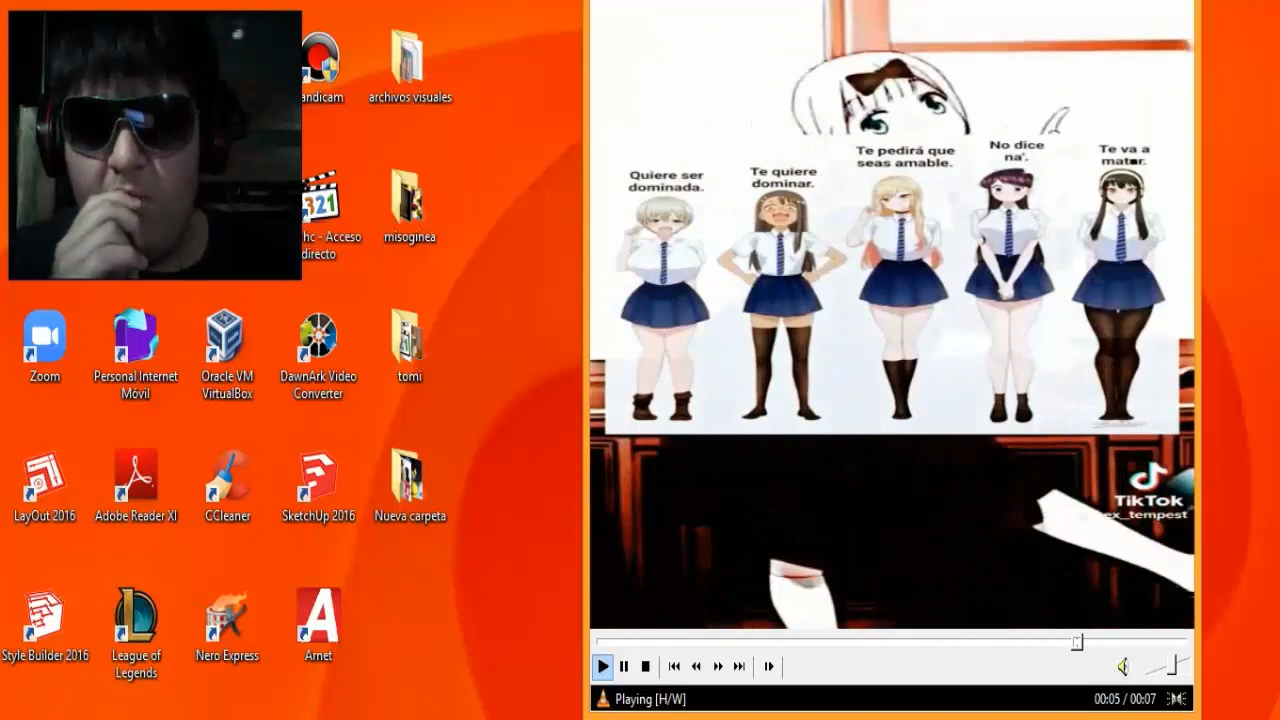 andicam
archivos visuales
hc - Acceso
directo
misoginea
Zoom
Personal Internet
Móvil
Oracle VM
VirtualBox
DawnArk Video
Converter
tomi
LayOut 2016
Adobe Reader XI
CCleaner
SketchUp 2016
Nueva carpeta
Style Builder 2016
League of
Legends
Nero Express
Arnet
Quiere ser
dominada.
Te quiere
dominar.
Te pedirá que
seas amable.
No dice
na'.
Te va a
matar.
TikTok
ex_tempest
Playing [H/W]
00:05 / 00:07
321